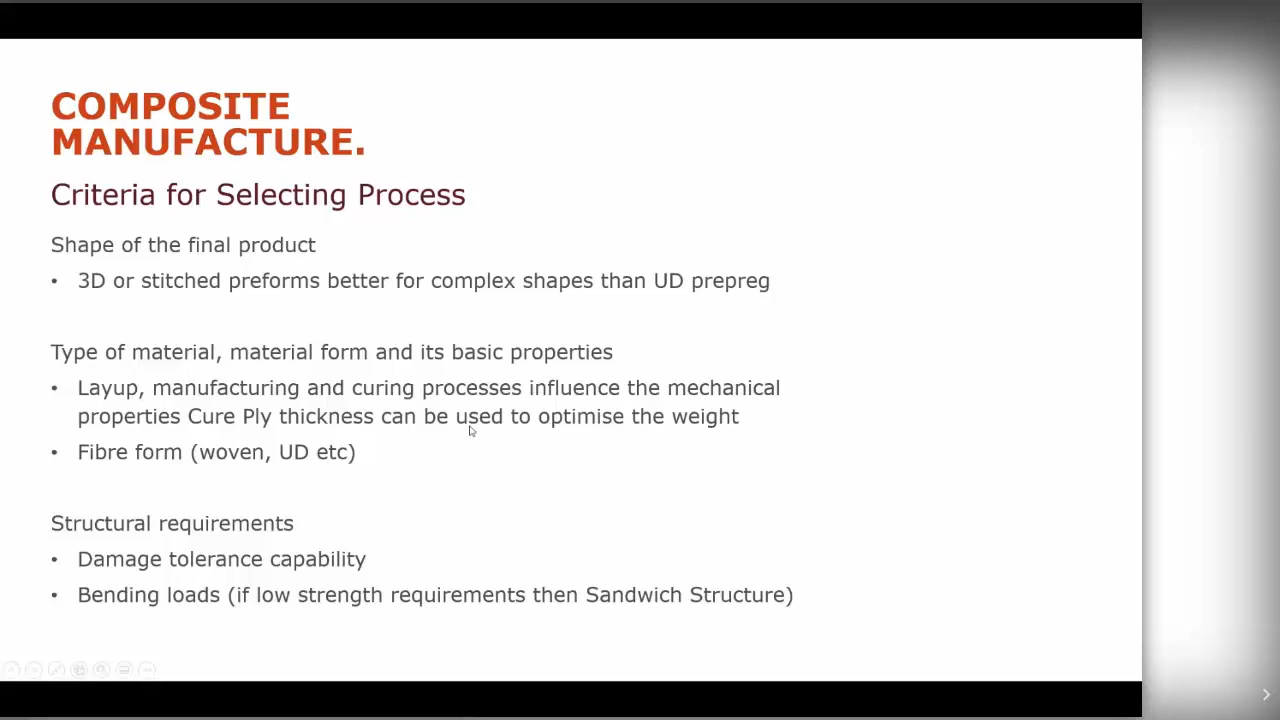 COMPOSITE
MANUFACTURE.
Criteria for Selecting Process
Shape of the final product
• 3D or stitched preforms better for complex shapes than UD prepreg
Type of material, material form and its basic properties
• Layup, manufacturing and curing processes influence the mechanical
properties Cure Ply thickness can be used to optimise the weight
• Fibre form (woven, UD etc)
Structural requirements
• Damage tolerance capability
• Bending loads (if low strength requirements then Sandwich Structure)